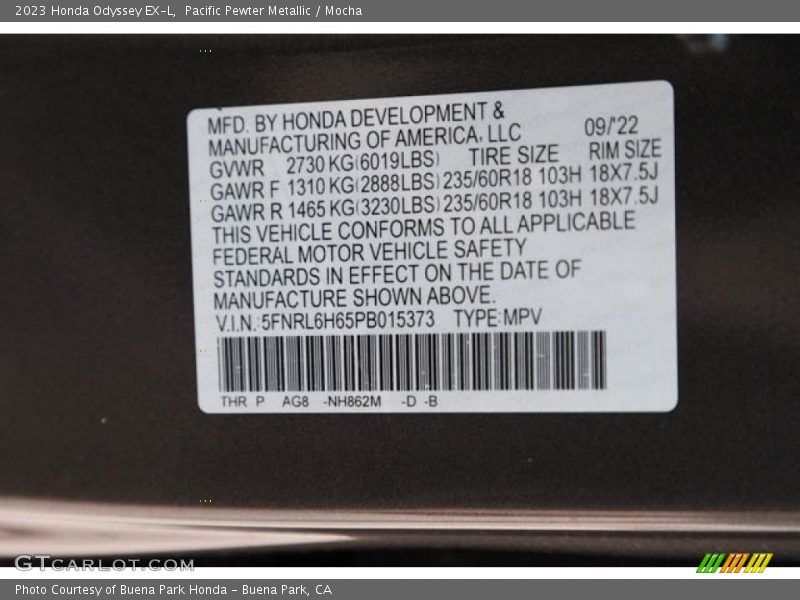 2023 Honda Odyssey EX-L, Pacific Pewter Metallic / Mocha
MFD. BY HONDA DEVELOPMENT &
MANUFACTURING OF AMERICA, LLC 09/'22
GVWR 2730 KG(6019LBS) TIRE SIZE RIM SIZE
GAWR F 1310 KG(2888LBS) 235/60R18 103H 18X7.5J
GAWR R 1465 KG(3230LBS) 235/60R18 103H 18X7.5J
THIS VEHICLE CONFORMS TO ALL APPLICABLE
FEDERAL MOTOR VEHICLE SAFETY
STANDARDS IN EFFECT ON THE DATE OF
MANUFACTURE SHOWN ABOVE.
V.I.N.:5FNRL6H65PB015373 TYPE:MPV
THR P AG8 -NH862M -D -B
GTCARLOT.COM
Photo Courtesy of Buena Park Honda - Buena Park, CA